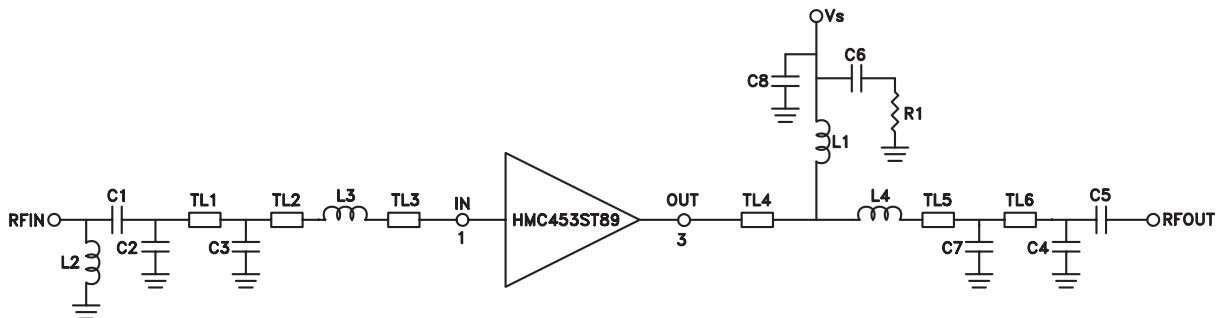 Vs
C6
C8
R1
L1
C1
TL1
TL2
L3
TL3
IN
OUT
TL4
L4
TL5
TL6
C5
RFIN
HMC453ST89
RFOUT
1
3
L2
C2
C3
C7
C4